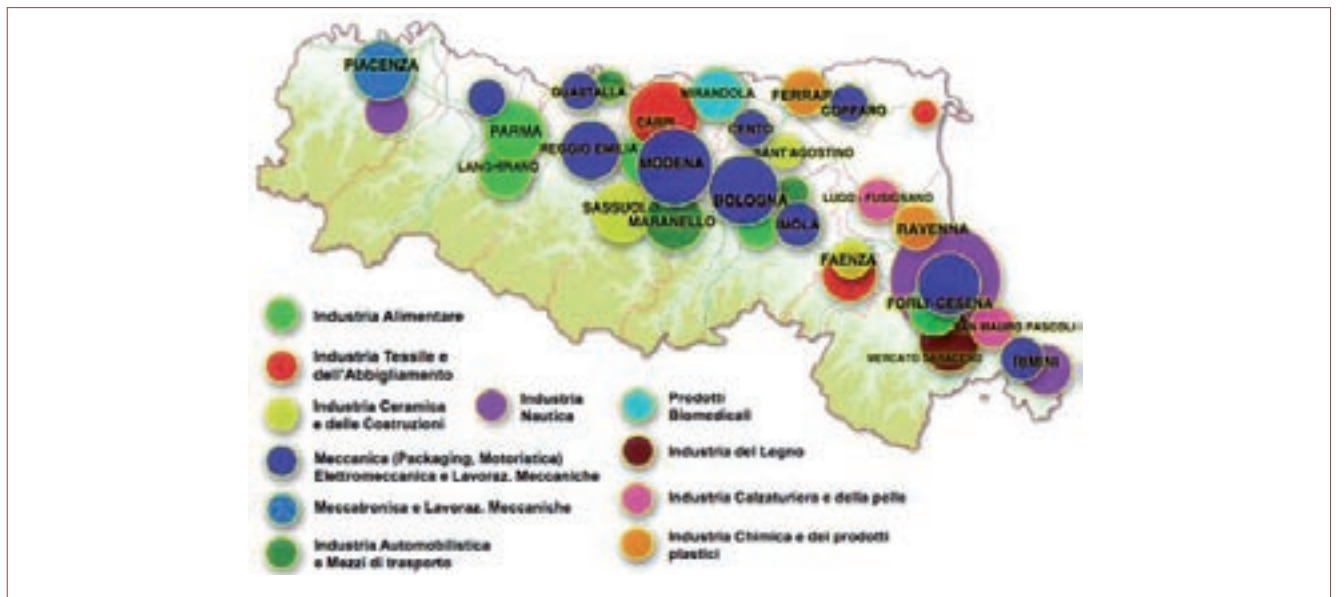 PIACENZA
GUASTALLA
MIRANDOLA
FERRAR
COPPARO
PARMA
CARPI
CENTO
REGGIO EMILIA
MODENA
SANT'AGOSTINO
LANGHIRANO
BOLOGNA
LUGO - FUSIGNANO
SASSUOLO
MARANELLO
IMOLA
RAVENNA
FAENZA
FORLÌ-CESENA
SAN MAURO PASCOLI
MERCATO SARACENO
RIMINI
Industria Alimentare
Industria Tessile e
dell'Abbigliamento
Industria Ceramica
e delle Costruzioni
Meccanica (Packaging, Motoristica)
Elettromeccanica e Lavoraz. Meccaniche
Meccatronica e Lavoraz. Meccaniche
Industria Automobilistica
e Mezzi di trasporto
Industria
Nautica
Prodotti
Biomedicali
Industria del Legno
Industria Calzaturiera e della pelle
Industria Chimica e dei prodotti
plastici